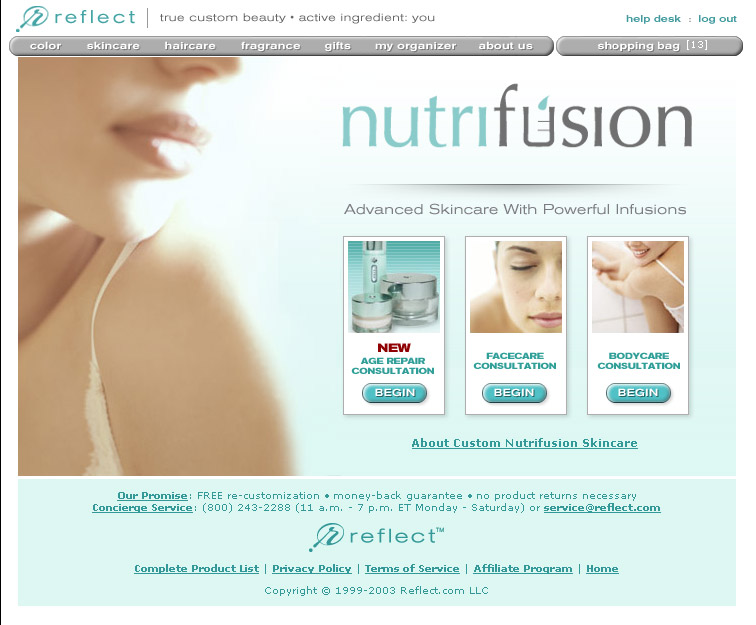 reflect
true custom beauty • active ingredient: you
help desk : log out
color skincare haircare fragrance gifts my organizer about us shopping bag [13]
nutrifusion
Advanced Skincare With Powerful Infusions
NEW
AGE REPAIR
CONSULTATION
BEGIN
FACECARE
CONSULTATION
BEGIN
BODYCARE
CONSULTATION
BEGIN
About Custom Nutrifusion Skincare
Our Promise: FREE re-customization • money-back guarantee • no product returns necessary
Concierge Service: (800) 243-2288 (11 a.m. - 7 p.m. ET Monday - Saturday) or service@reflect.com
reflect™
Complete Product List | Privacy Policy | Terms of Service | Affiliate Program | Home
Copyright © 1999-2003 Reflect.com LLC